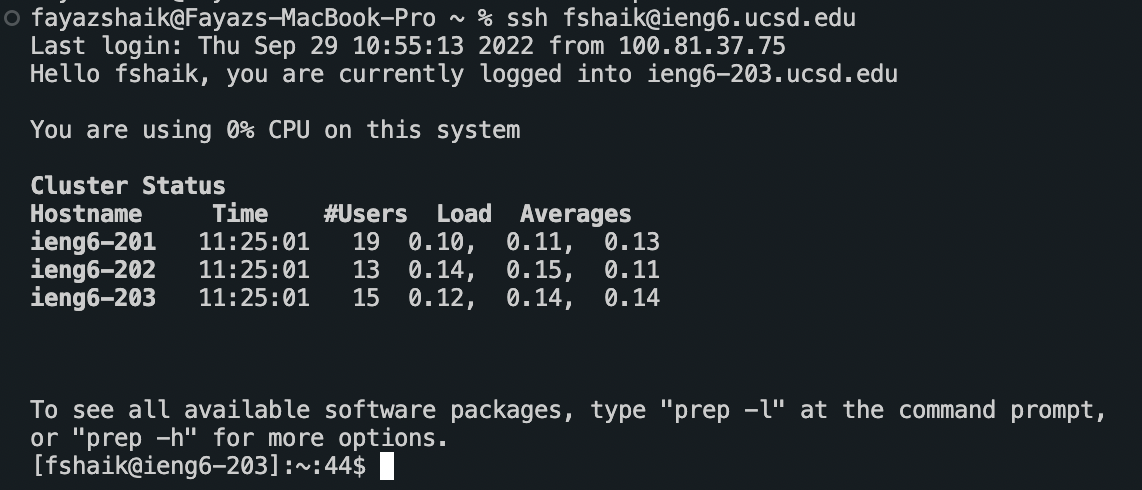 fayazshaik@Fayazs-MacBook-Pro ~ % ssh fshaik@ieng6.ucsd.edu
Last login: Thu Sep 29 10:55:13 2022 from 100.81.37.75
Hello fshaik, you are currently logged into ieng6-203.ucsd.edu
You are using 0% CPU on this system
Cluster Status
Hostname     Time    #Users  Load  Averages
ieng6-201   11:25:01   19  0.10,  0.11,  0.13
ieng6-202   11:25:01   13  0.14,  0.15,  0.11
ieng6-203   11:25:01   15  0.12,  0.14,  0.14
To see all available software packages, type "prep -l" at the command prompt,
or "prep -h" for more options.
[fshaik@ieng6-203]:~:44$